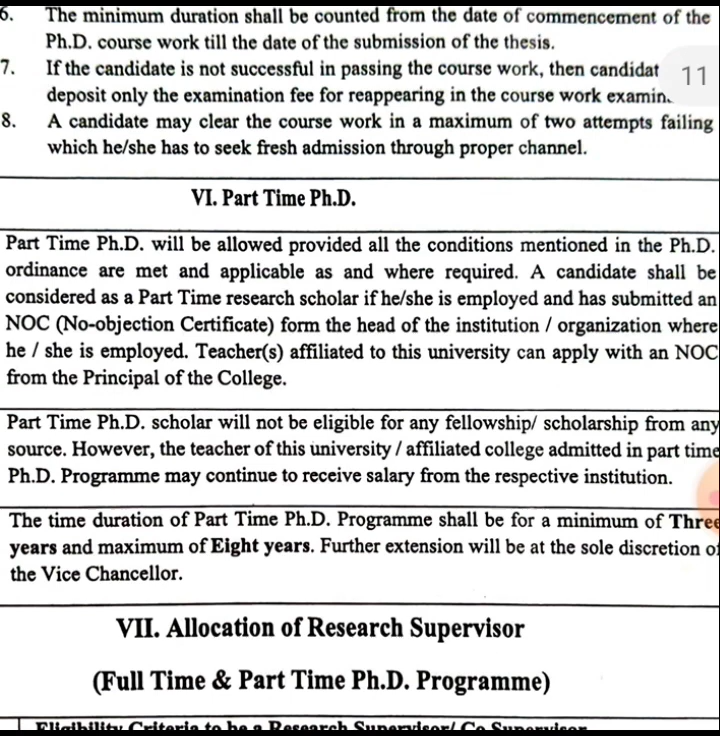 6. The minimum duration shall be counted from the date of commencement of the
Ph.D. course work till the date of the submission of the thesis.
7. If the candidate is not successful in passing the course work, then candidat 11
deposit only the examination fee for reappearing in the course work examin.
8. A candidate may clear the course work in a maximum of two attempts failing
which he/she has to seek fresh admission through proper channel.
VI. Part Time Ph.D.
Part Time Ph.D. will be allowed provided all the conditions mentioned in the Ph.D.
ordinance are met and applicable as and where required. A candidate shall be
considered as a Part Time research scholar if he/she is employed and has submitted an
NOC (No-objection Certificate) form the head of the institution / organization where
he / she is employed. Teacher(s) affiliated to this university can apply with an NOC
from the Principal of the College.
Part Time Ph.D. scholar will not be eligible for any fellowship/ scholarship from any
source. However, the teacher of this university / affiliated college admitted in part time
Ph.D. Programme may continue to receive salary from the respective institution.
The time duration of Part Time Ph.D. Programme shall be for a minimum of Three
years and maximum of Eight years. Further extension will be at the sole discretion of
the Vice Chancellor.
VII. Allocation of Research Supervisor
(Full Time & Part Time Ph.D. Programme)
Eligibility Criteria to be a Research Supervisor/ Co Supervisor